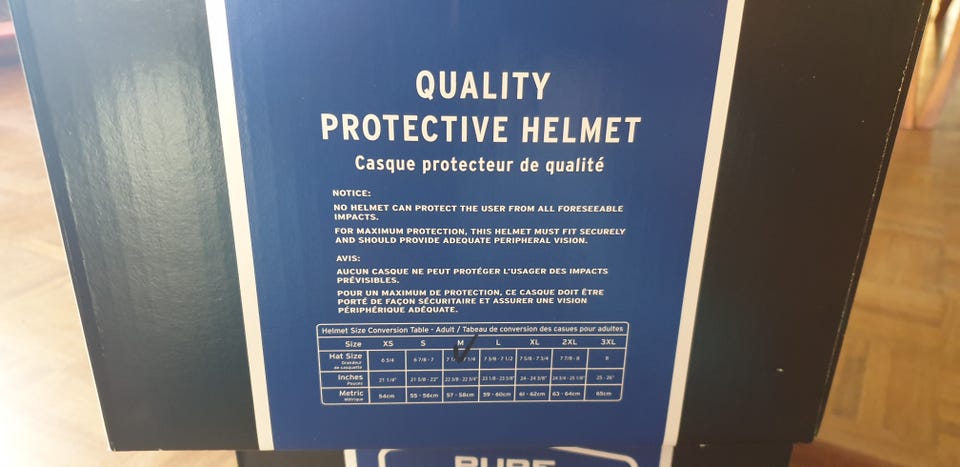 QUALITY
PROTECTIVE HELMET
Casque protecteur de qualité
NOTICE:
NO HELMET CAN PROTECT THE USER FROM ALL FORESEEABLE
IMPACTS.
FOR MAXIMUM PROTECTION, THIS HELMET MUST FIT SECURELY
AND SHOULD PROVIDE ADEQUATE PERIPHERAL VISION.
AVIS:
AUCUN CASQUE NE PEUT PROTÉGER L'USAGER DES IMPACTS
PRÉVISIBLES.
POUR UN MAXIMUM DE PROTECTION, CE CASQUE DOIT ÊTRE
PORTÉ DE FAÇON SÉCURITAIRE ET ASSURER UNE VISION
PÉRIPHÉRIQUE ADÉQUATE.
Helmet Size Conversion Table - Adult / Tabeau de conversion des casues pour adultes
Size XS S M L XL 2XL 3XL
Hat Size 6 3/4 6 7/8 - 7 7 1/4 7 3/8 - 7 1/2 7 5/8 - 7 3/4 7 7/8 - 8 8
Grandeur
de casquette
Inches 21 1/4" 21 5/8 - 22" 22 3/8 - 22 3/4" 23 1/8 - 23 5/8" 24 - 24 3/8" 24 3/4 - 25 1/8" 25 - 26"
Pouces
Metric 54cm 55 - 56cm 57 - 58cm 59 - 60cm 61 - 62cm 63 - 64cm 65cm
Métrique